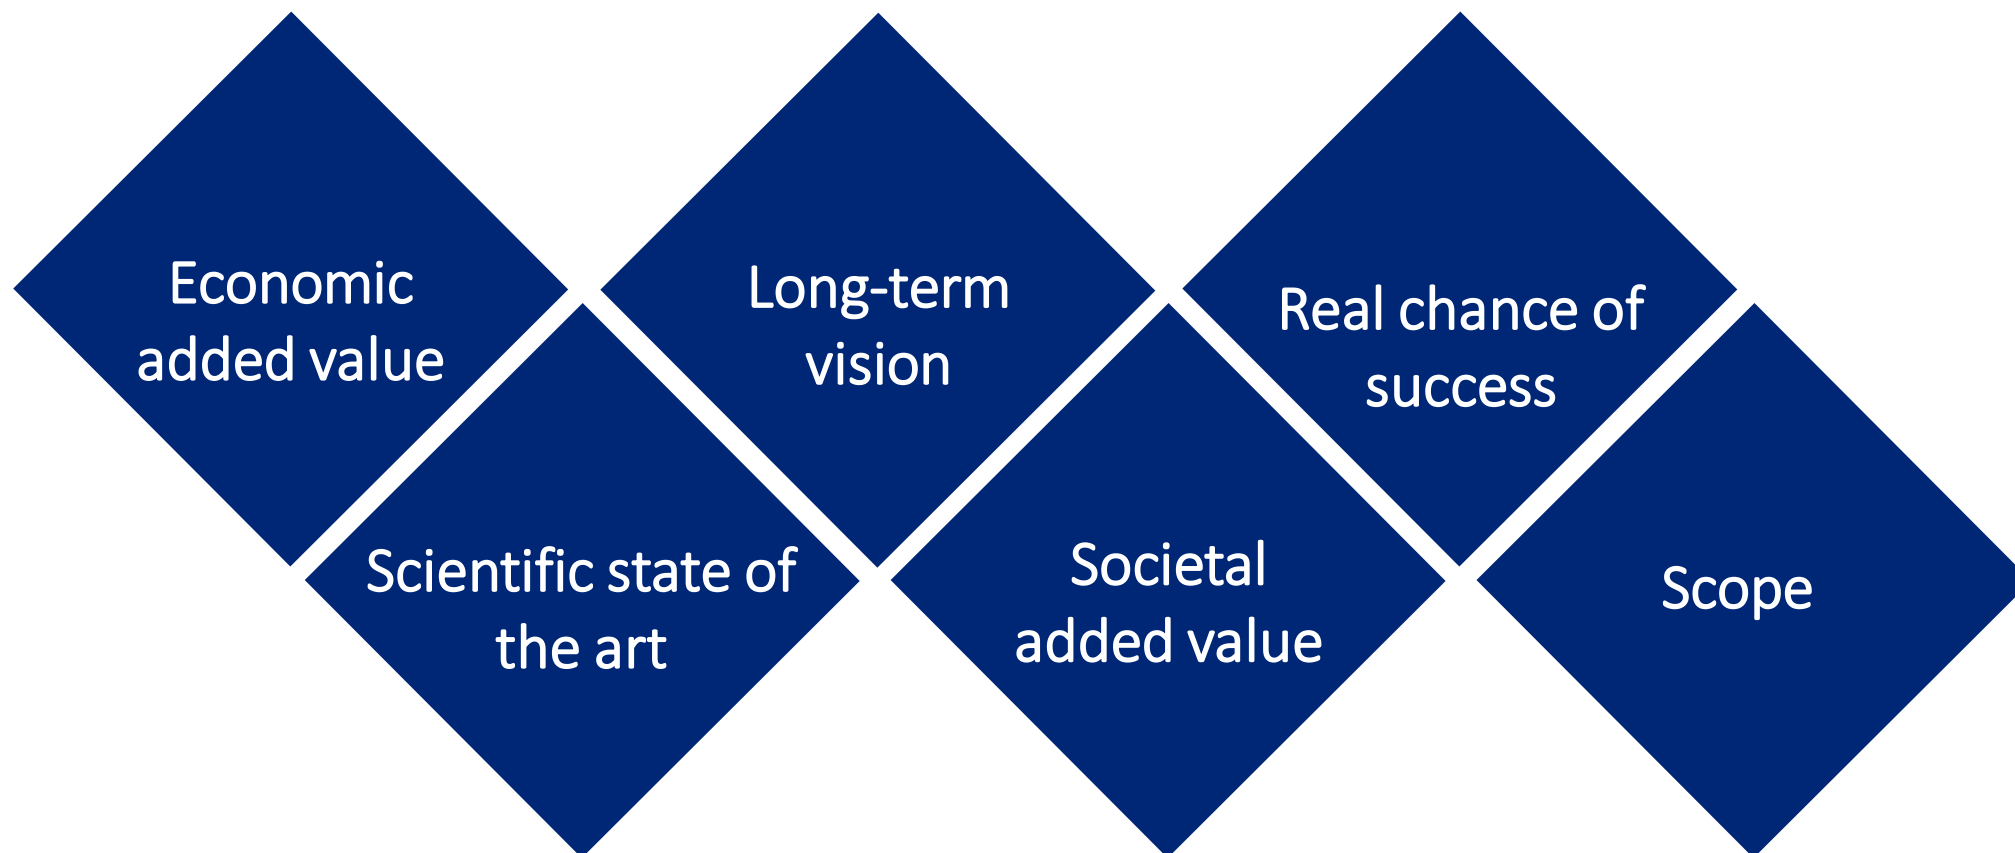 Economic
added value
Long-term
vision
Real chance of
success
Scientific state of
the art
Societal
added value
Scope